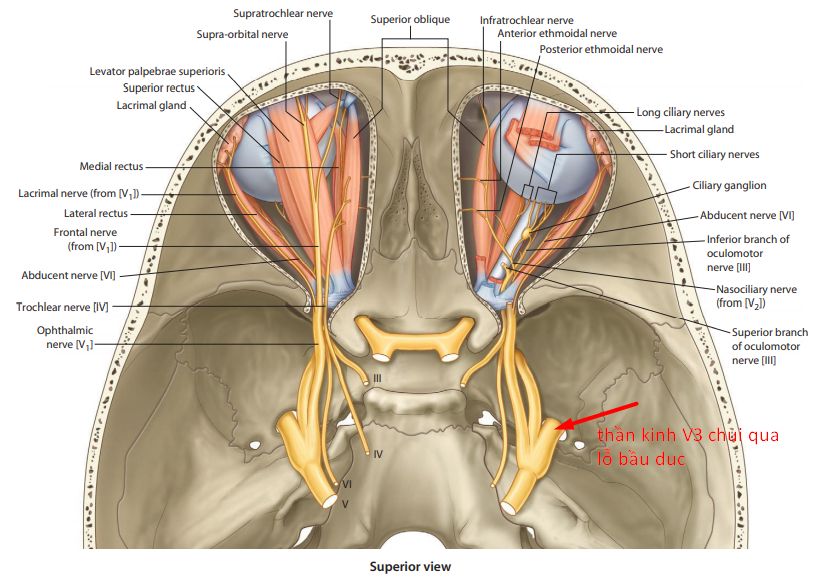 Supratrochlear nerve
Supra-orbital nerve
Superior oblique
Infratrochlear nerve
Anterior ethmoidal nerve
Posterior ethmoidal nerve
Levator palpebrae superioris
Superior rectus
Lacrimal gland
Medial rectus
Lacrimal nerve (from [V1])
Lateral rectus
Frontal nerve
(from [V1])
Abducent nerve [VI]
Trochlear nerve [IV]
Ophthalmic
nerve [V1]
Long ciliary nerves
Lacrimal gland
Short ciliary nerves
Ciliary ganglion
Abducent nerve [VI]
Inferior branch of
oculomotor
nerve [III]
Nasociliary nerve
(from [V2])
Superior branch
of oculomotor
nerve [III]
III
IV
VI
V
thần kinh V3 chui qua
lỗ bầu dục
Superior view